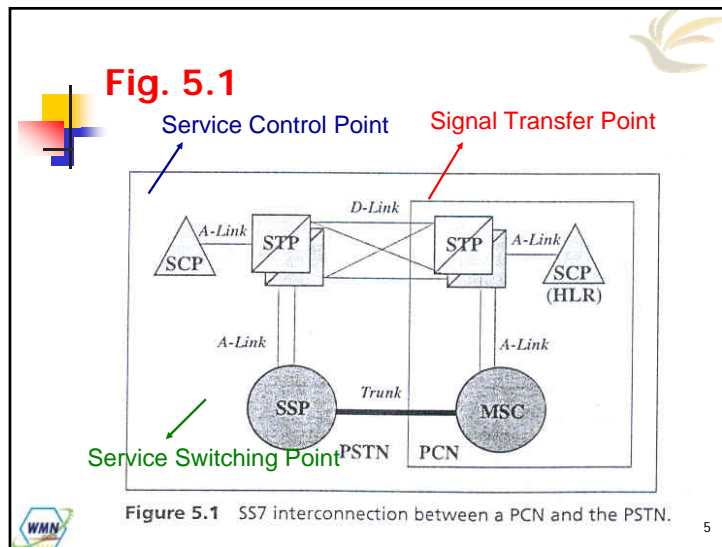 Fig. 5.1
Service Control Point
Signal Transfer Point
D-Link
A-Link
STP
STP
A-Link
SCP
SCP
(HLR)
A-Link
A-Link
Trunk
SSP
MSC
Service Switching Point
PSTN
PCN
Figure 5.1 SS7 interconnection between a PCN and the PSTN.
WMN
5